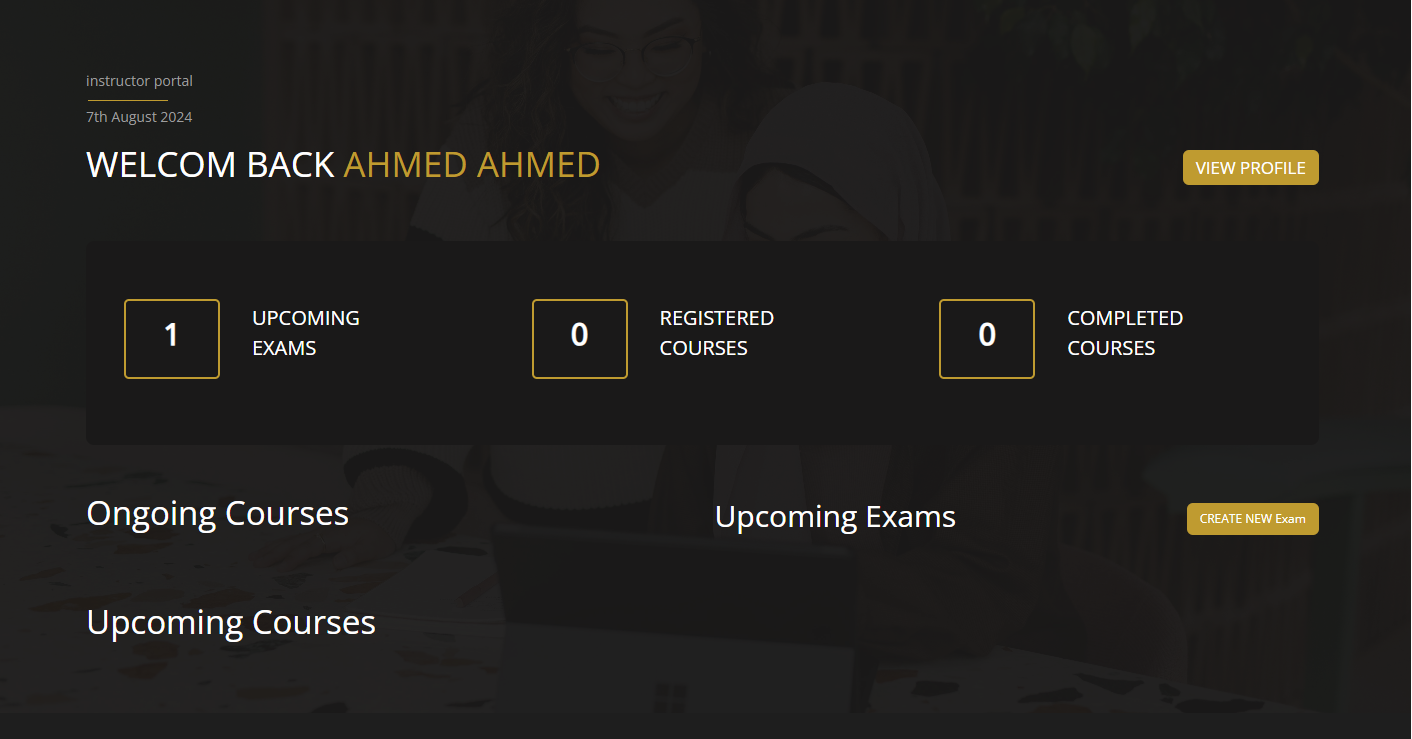 instructor portal
7th August 2024
WELCOM BACK AHMED AHMED
VIEW PROFILE
1
UPCOMING
EXAMS
0
REGISTERED
COURSES
0
COMPLETED
COURSES
Ongoing Courses
Upcoming Exams
CREATE NEW Exam
Upcoming Courses